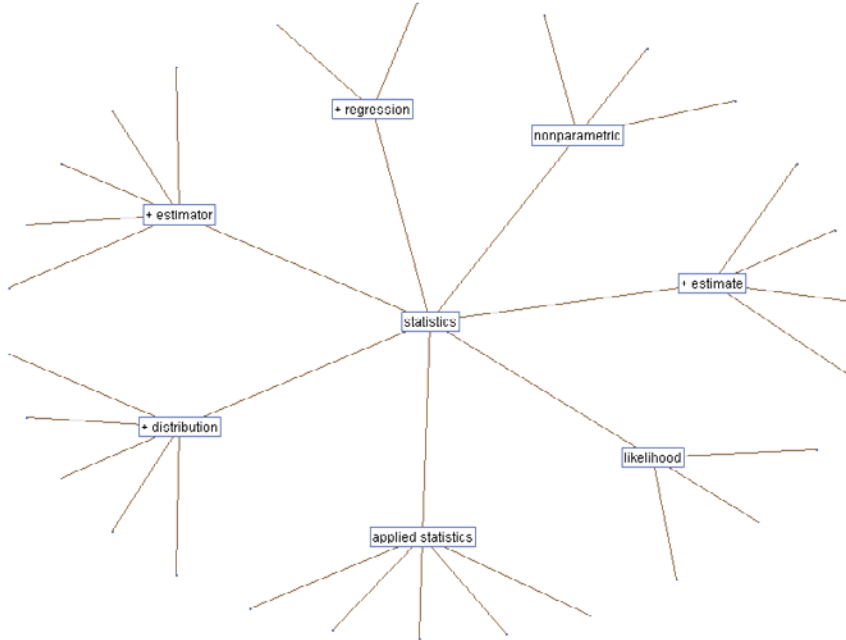 + regression
nonparametric
+ estimator
+ estimate
statistics
+ distribution
likelihood
applied statistics